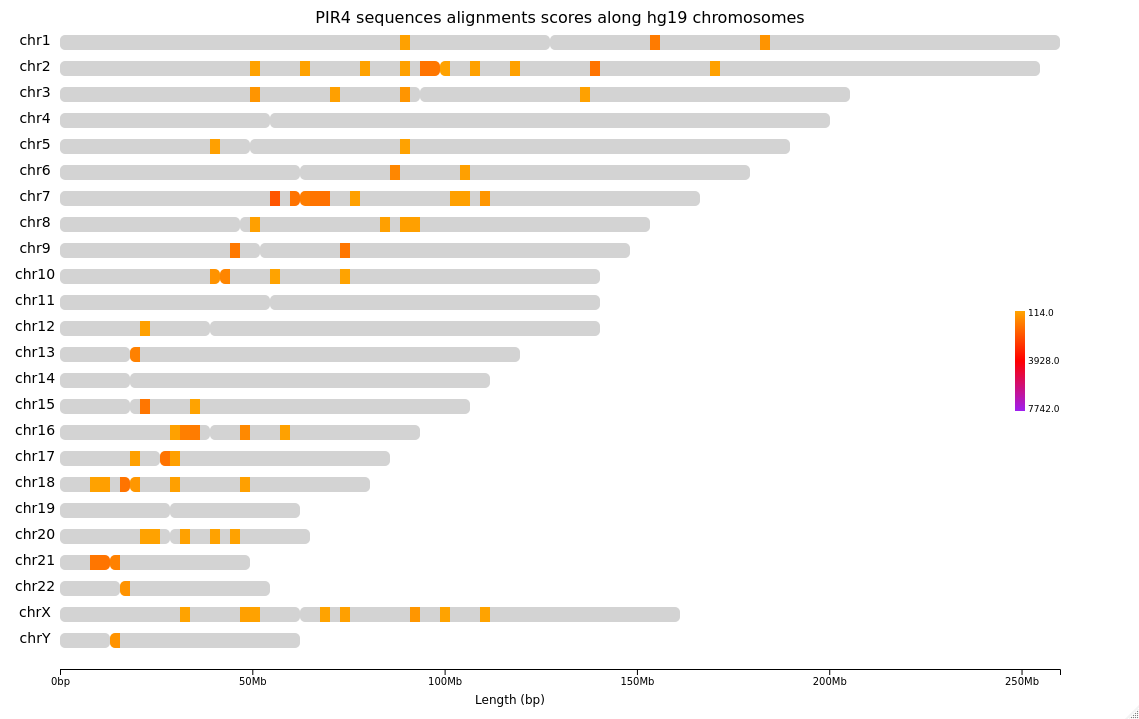 PIR4 sequences alignments scores along hg19 chromosomes
chr1
chr2
chr3
chr4
chr5
chr6
chr7
chr8
chr9
chr10
chr11
chr12
chr13
chr14
chr15
chr16
chr17
chr18
chr19
chr20
chr21
chr22
chrX
chrY
114.0
3928.0
7742.0
0bp 50Mb 100Mb 150Mb 200Mb 250Mb
Length (bp)